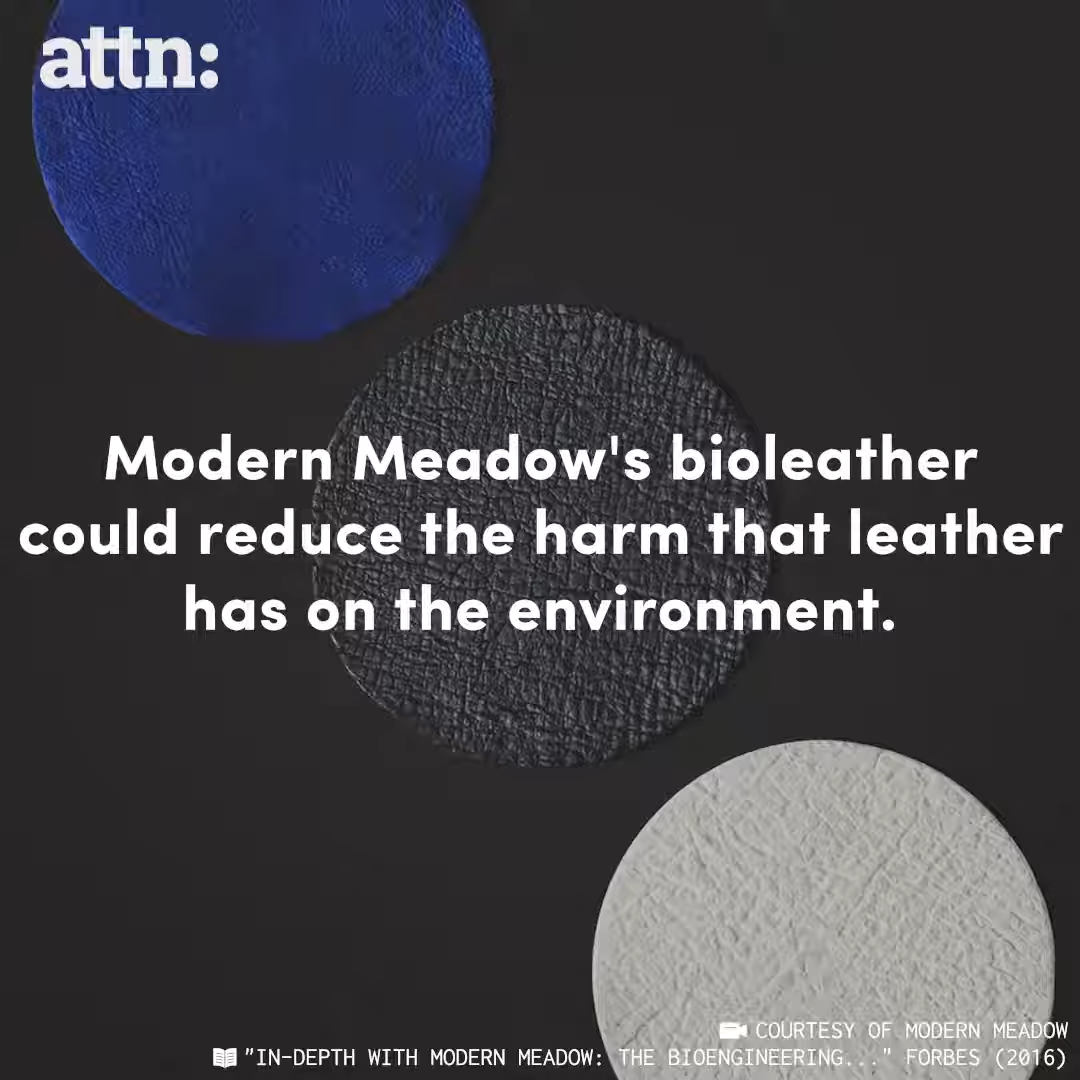 attn:
Modern Meadow's bioleather
could reduce the harm that leather
has on the environment.
COURTESY OF MODERN MEADOW
"IN-DEPTH WITH MODERN MEADOW: THE BIOENGINEERING..." FORBES (2016)